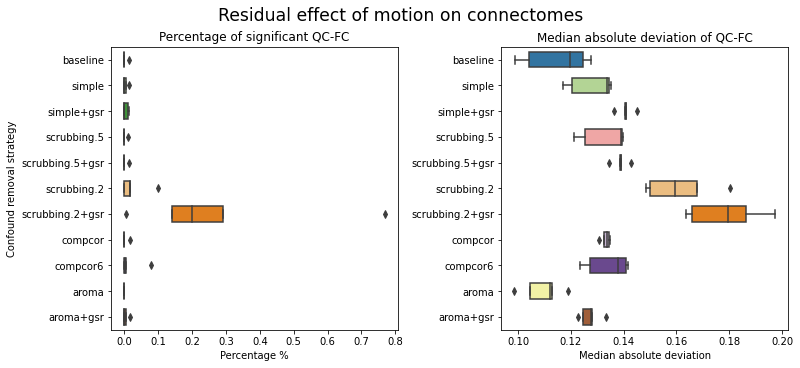 Residual effect of motion on connectomes
Percentage of significant QC-FC
Confound removal strategy
baseline
simple
simple+gsr
scrubbing.5
scrubbing.5+gsr
scrubbing.2
scrubbing.2+gsr
compcor
compcor6
aroma
aroma+gsr
0.0 0.1 0.2 0.3 0.4 0.5 0.6 0.7 0.8
Percentage %
Median absolute deviation of QC-FC
baseline
simple
simple+gsr
scrubbing.5
scrubbing.5+gsr
scrubbing.2
scrubbing.2+gsr
compcor
compcor6
aroma
aroma+gsr
0.10 0.12 0.14 0.16 0.18 0.20
Median absolute deviation